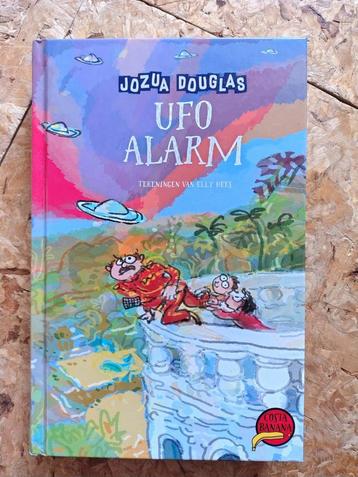 JOZUA DOUGLAS
UFO
ALARM
TEKENINGEN VAN ELLY HEES
COSTA
BANANA